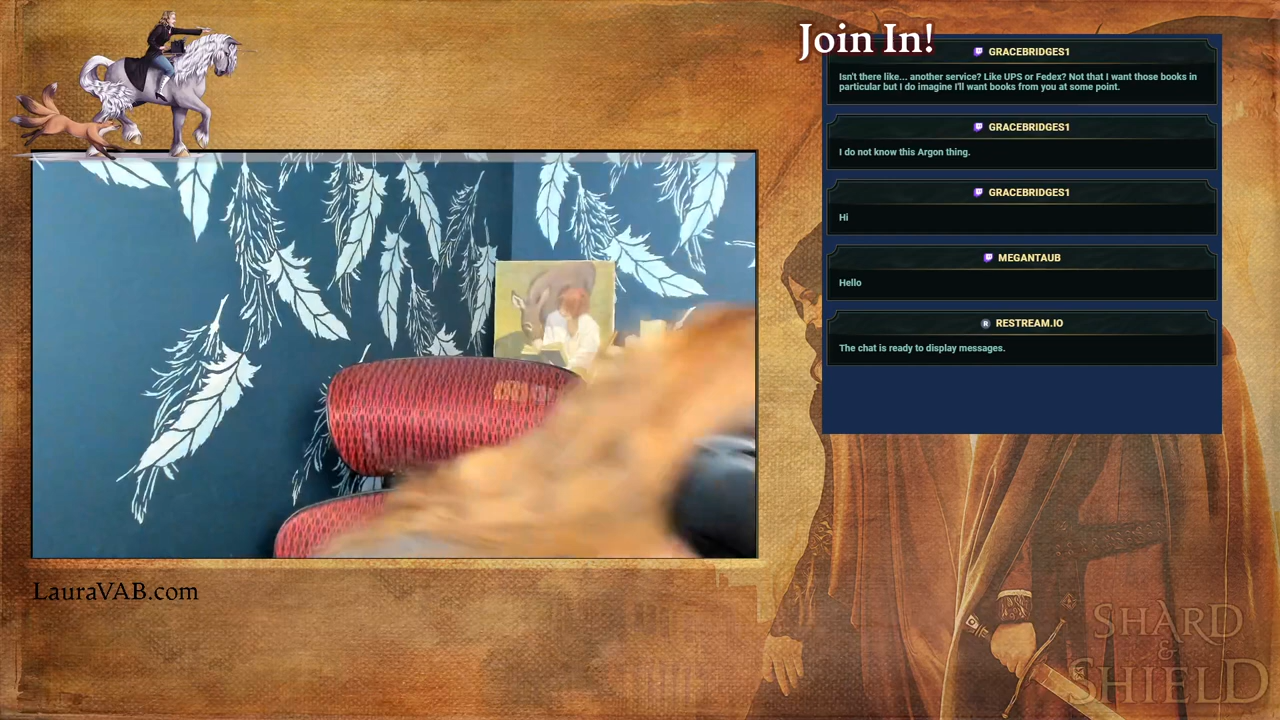 Join In!
GRACEBRIDGES1
Isn't there like... another service? Like UPS or Fedex? Not that I want those books in
particular but I do imagine I'll want books from you at some point.
GRACEBRIDGES1
I do not know this Argon thing.
GRACEBRIDGES1
Hi
MEGANTAUB
Hello
R RESTREAM.IO
The chat is ready to display messages.
LauraVAB.com
SHARD
&
SHIELD